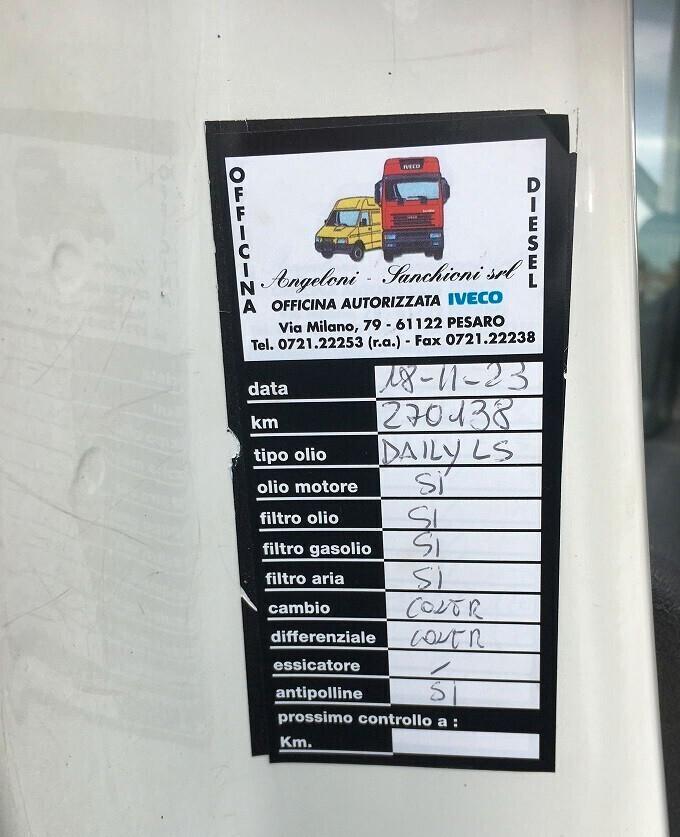 OFFICINA
DIESEL
IVECO
Angeloni - Sanchioni srl
OFFICINA AUTORIZZATA IVECO
Via Milano, 79 - 61122 PESARO
Tel. 0721.22253 (r.a.) - Fax 0721.22238
data 18-11-23
km 270138
tipo olio DAILY LS
olio motore SI
filtro olio SI
filtro gasolio SI
filtro aria SI
cambio CONTR
differenziale CONTR
essicatore /
antipolline SI
prossimo controllo a :
Km.